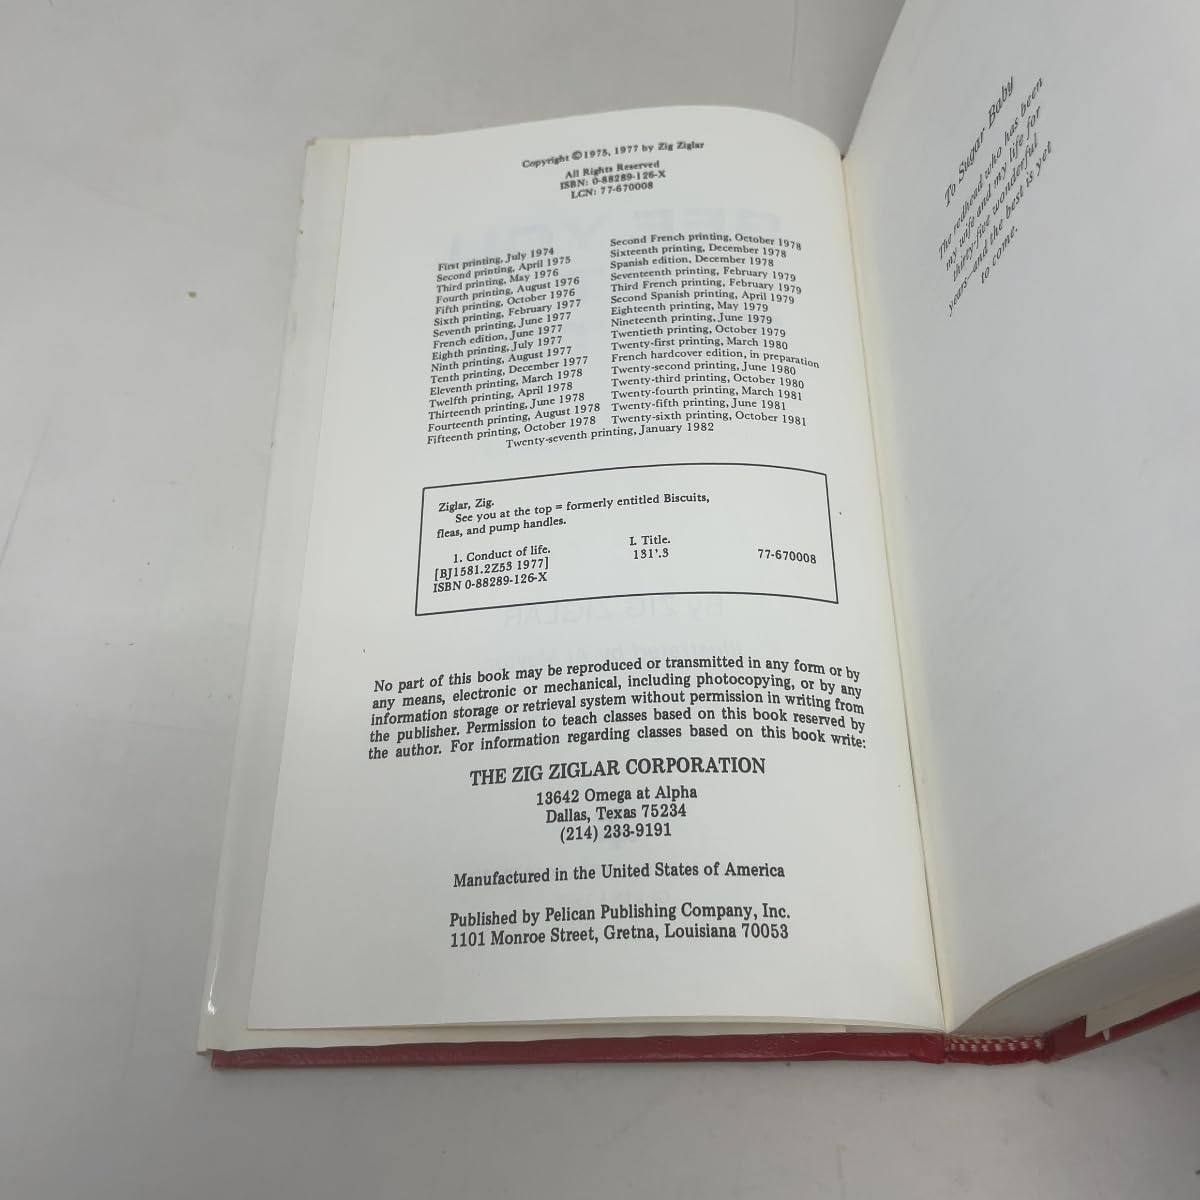 Copyright ©1975, 1977 by Zig Ziglar
All Rights Reserved
ISBN: 0-88289-126-X
LCN: 77-670008
First printing, July 1974
Second printing, April 1975
Third printing, May 1976
Fourth printing, August 1976
Fifth printing, October 1976
Sixth printing, February 1977
Seventh printing, June 1977
French edition, June 1977
Eighth printing, July 1977
Ninth printing, August 1977
Tenth printing, December 1977
Eleventh printing, March 1978
Twelfth printing, April 1978
Thirteenth printing, June 1978
Fourteenth printing, August 1978
Fifteenth printing, October 1978
Second French printing, October 1978
Sixteenth printing, December 1978
Spanish edition, December 1978
Seventeenth printing, February 1979
Third French printing, February 1979
Second Spanish printing, April 1979
Eighteenth printing, May 1979
Nineteenth printing, June 1979
Twentieth printing, October 1979
Twenty-first printing, March 1980
French hardcover edition, in preparation
Twenty-second printing, June 1980
Twenty-third printing, October 1980
Twenty-fourth printing, March 1981
Twenty-fifth printing, June 1981
Twenty-sixth printing, October 1981
Twenty-seventh printing, January 1982
Ziglar, Zig.
See you at the top = formerly entitled Biscuits,
fleas, and pump handles.
1. Conduct of life. I. Title.
[BJ1581.2Z53 1977] 131'.3 77-670008
ISBN 0-88289-126-X
No part of this book may be reproduced or transmitted in any form or by
any means, electronic or mechanical, including photocopying, or by any
information storage or retrieval system without permission in writing from
the publisher. Permission to teach classes based on this book reserved by
the author. For information regarding classes based on this book write:
THE ZIG ZIGLAR CORPORATION
13642 Omega at Alpha
Dallas, Texas 75234
(214) 233-9191
Manufactured in the United States of America
Published by Pelican Publishing Company, Inc.
1101 Monroe Street, Gretna, Louisiana 70053
To Sugar Baby
The redhead who has been
my wife and my life for
thirty-five wonderful
years—and the best is yet
to come.